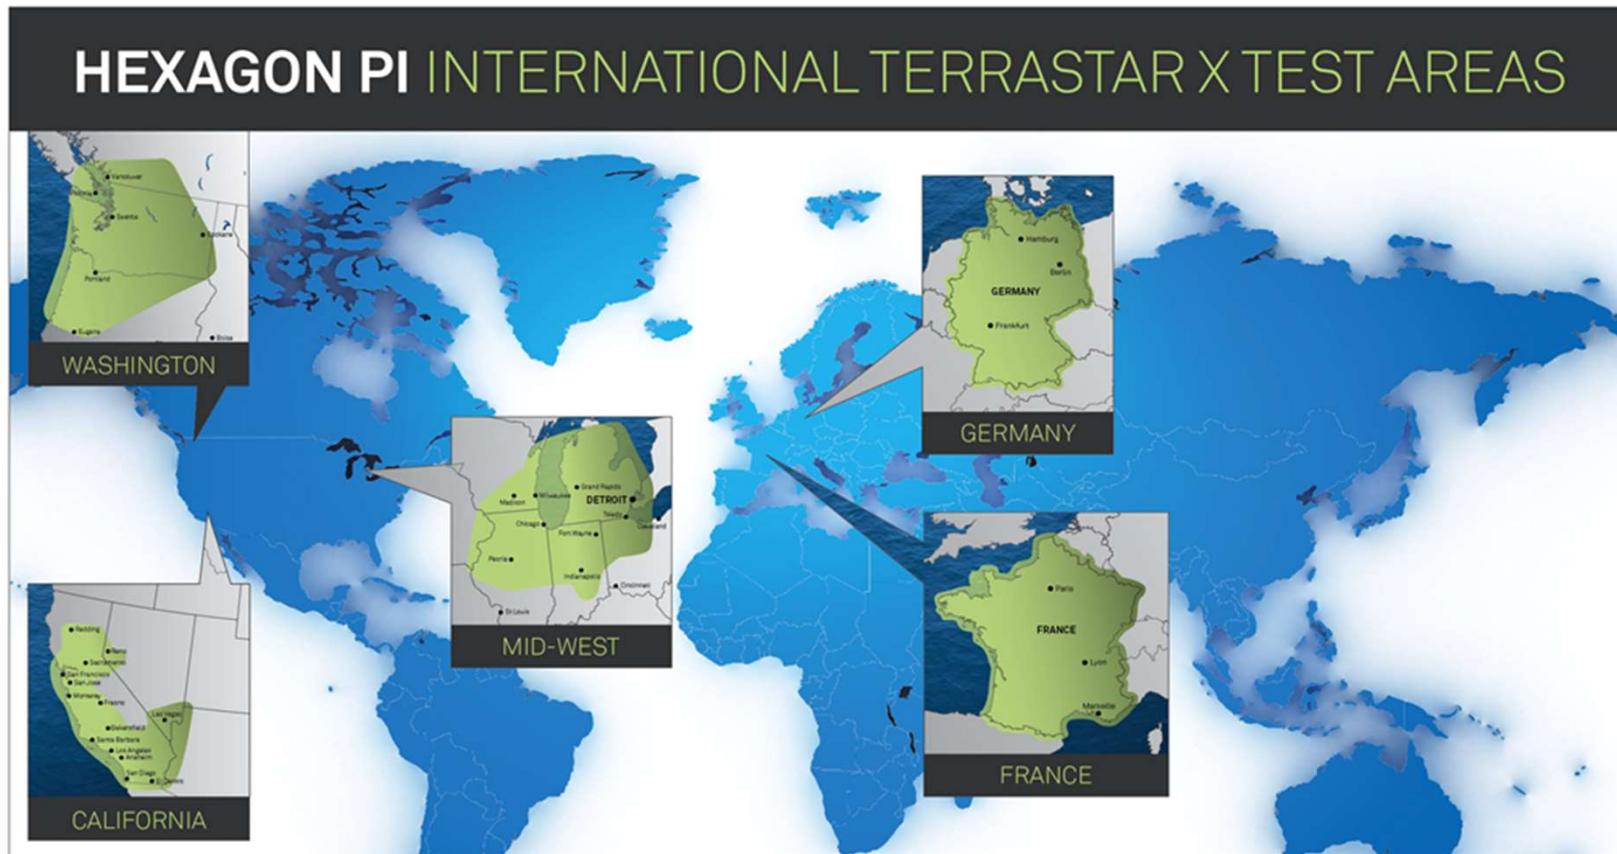 HEXAGON PI INTERNATIONAL TERRASTAR X TEST AREAS
Vancouver
Seattle
Spokane
Portland
Eugene
Boise
WASHINGTON
Hamburg
Berlin
GERMANY
Frankfurt
GERMANY
Grand Rapids
Madison
Milwaukee
DETROIT
Toledo
Chicago
Cleveland
Fort Wayne
Peoria
Indianapolis
Cincinnati
St Louis
MID-WEST
Paris
FRANCE
Lyon
Marseille
FRANCE
Redding
Reno
Sacramento
San Francisco
San Jose
Monterey
Fresno
Las Vegas
Bakersfield
Santa Barbara
Los Angeles
Anaheim
San Diego
El Centro
CALIFORNIA